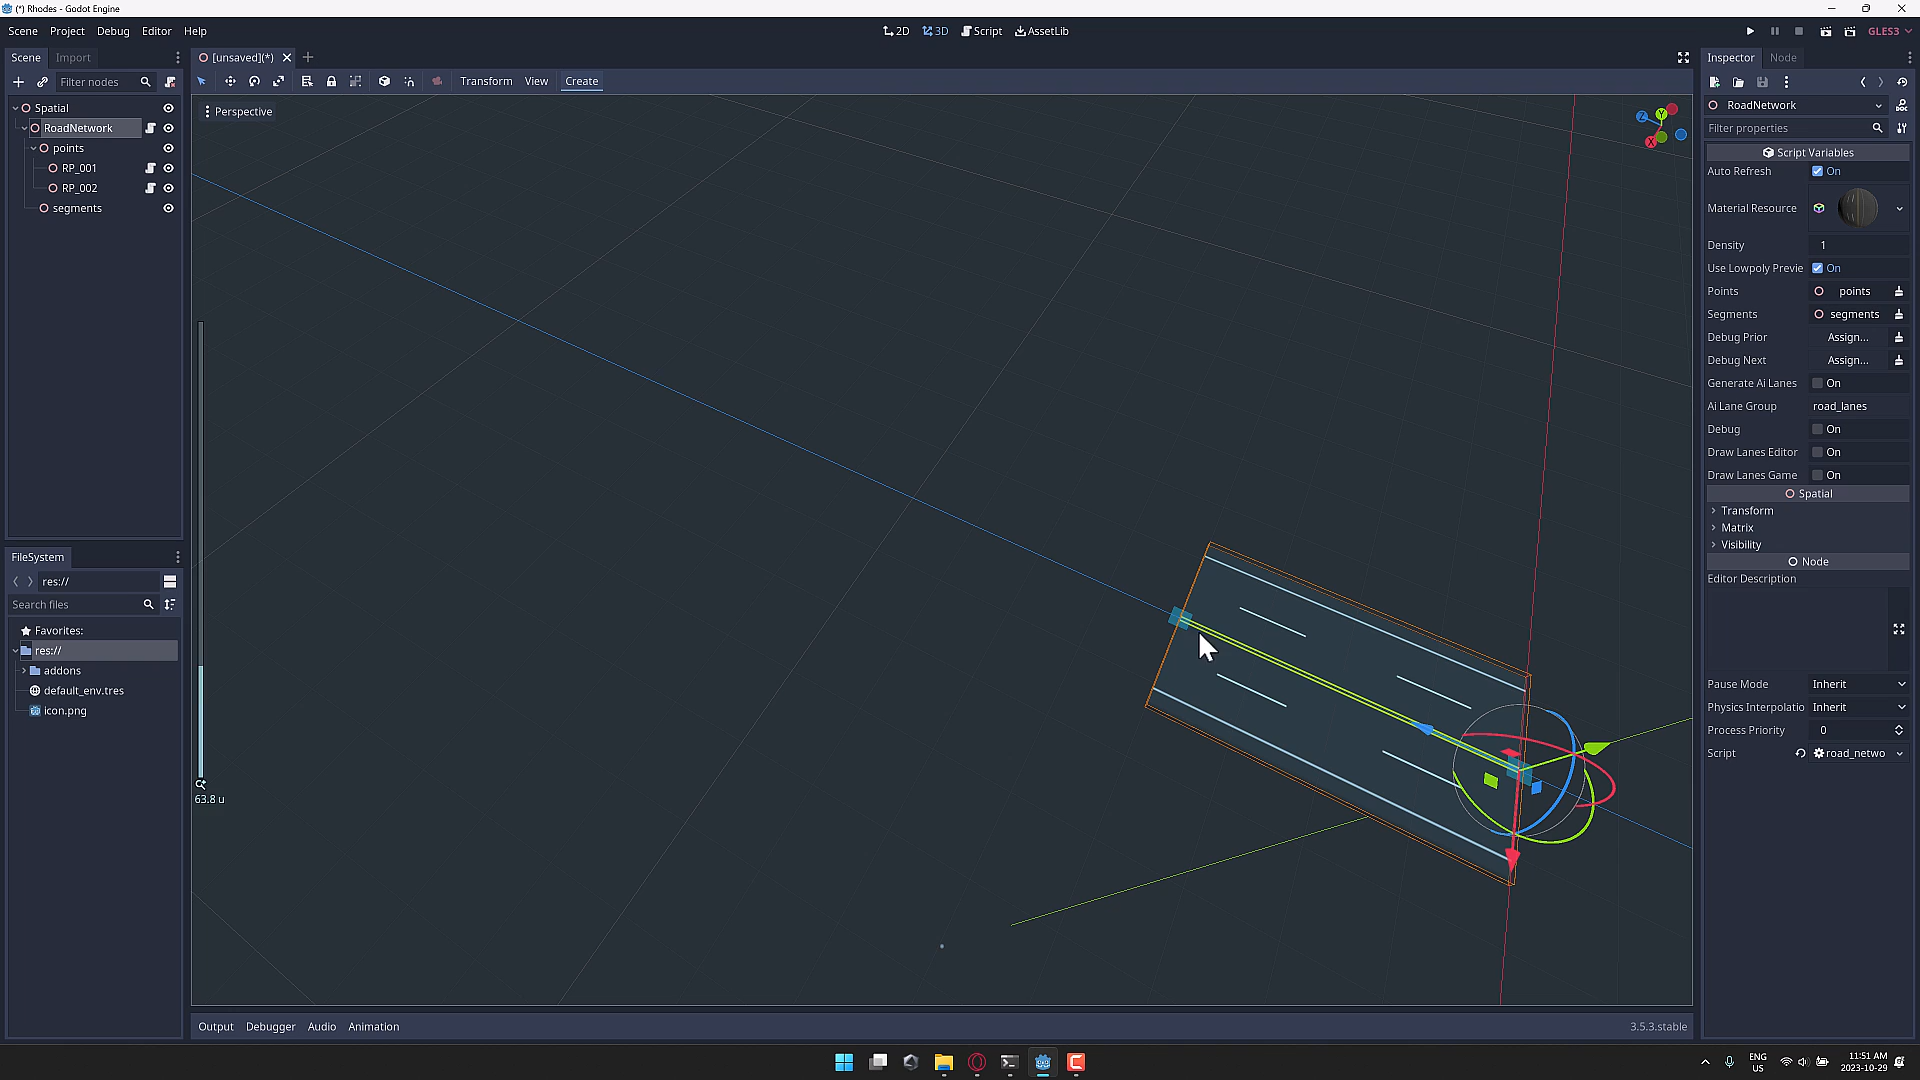 (*) Rhodes - Godot Engine
Scene Project Debug Editor Help
2D 3D Script AssetLib
GLES3
Scene Import
[unsaved](*)
Inspector Node
Filter nodes
Transform View Create
Spatial
RoadNetwork
points
RP_001
RP_002
segments
Perspective
Y
Z
X
63.8 u
FileSystem
res://
Search files
Favorites:
res://
addons
default_env.tres
icon.png
Output Debugger Audio Animation
3.5.3.stable
RoadNetwork
DOC
Filter properties
Script Variables
Auto Refresh On
Material Resource
Density 1
Use Lowpoly Previe On
Points points
Segments segments
Debug Prior Assign...
Debug Next Assign...
Generate Ai Lanes On
Ai Lane Group road_lanes
Debug On
Draw Lanes Editor On
Draw Lanes Game On
Spatial
Transform
Matrix
Visibility
Node
Editor Description
Pause Mode Inherit
Physics Interpolatio Inherit
Process Priority 0
Script road_netwo
ENG
US
11:51 AM
2023-10-29